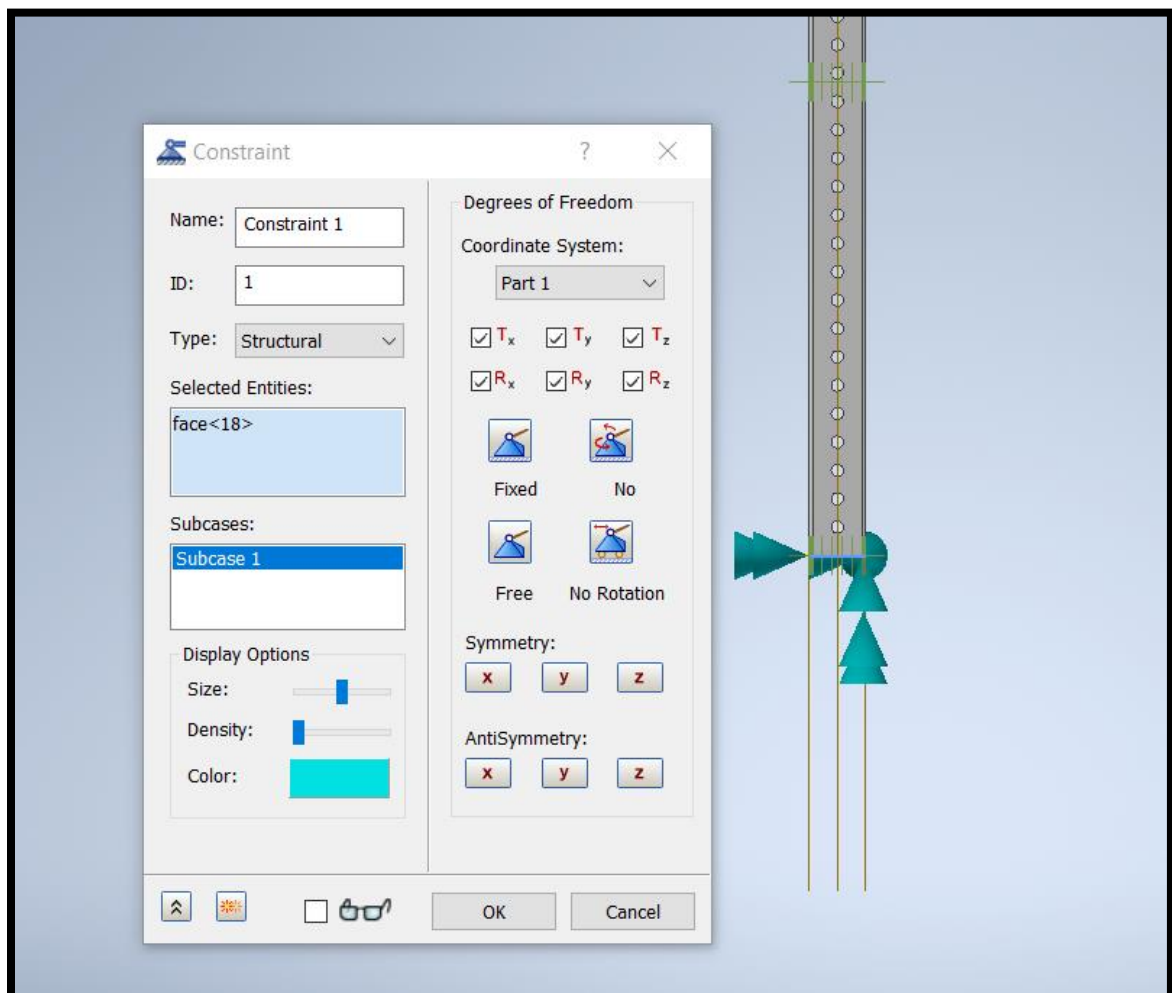 Constraint
?
Name:
Constraint 1
ID:
1
Type:
Structural
Selected Entities:
face<18>
Subcases:
Subcase 1
Display Options
Size:
Density:
Color:
Degrees of Freedom
Coordinate System:
Part 1
Tx Ty Tz
Rx Ry Rz
Fixed No
Free No Rotation
Symmetry:
x y z
AntiSymmetry:
x y z
OK Cancel